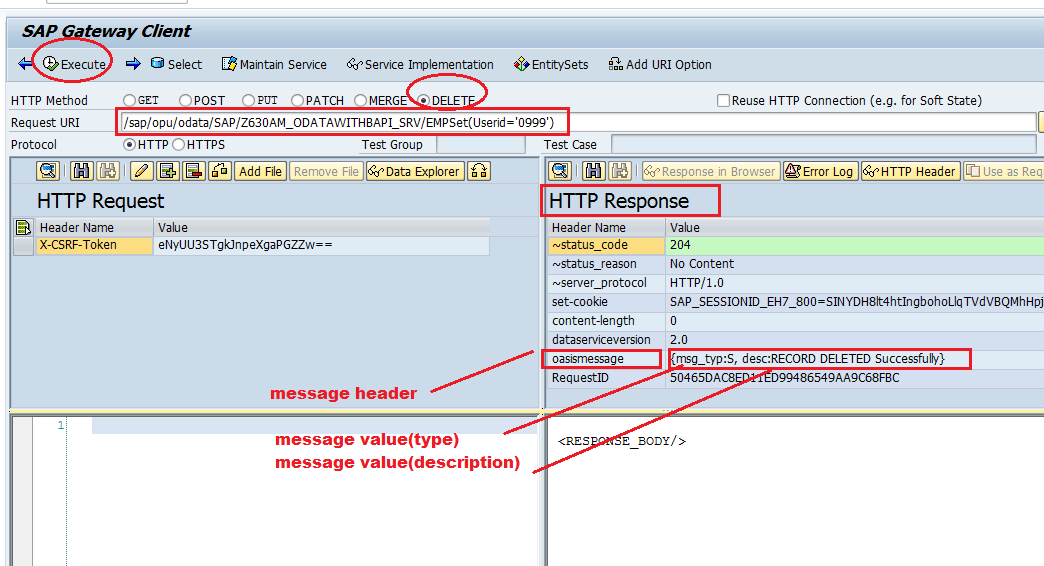 SAP Gateway Client
Execute Select Maintain Service Service Implementation EntitySets Add URI Option
HTTP Method GET POST PUT PATCH MERGE DELETE Reuse HTTP Connection (e.g. for Soft State)
Request URI /sap/opu/odata/SAP/Z630AM_ODATAWITHBAPI_SRV/EMPSet(Userid='0999')
Protocol HTTP HTTPS Test Group Test Case
Add File Remove File Data Explorer Response in Browser Error Log HTTP Header Use as Requ
HTTP Request
Header Name Value
X-CSRF-Token eNyUU3STgkJnpeXgaPGZZw==
HTTP Response
Header Name Value
~status_code 204
~status_reason No Content
~server_protocol HTTP/1.0
set-cookie
content-length 0
dataserviceversion 2.0
oasismessage {msg_typ:S, desc:RECORD DELETED Successfully}
RequestID 50465DAC8ED11ED99486549AA9C68FBC
message header
message value(type)
message value(description)
1
<RESPONSE_BODY/>